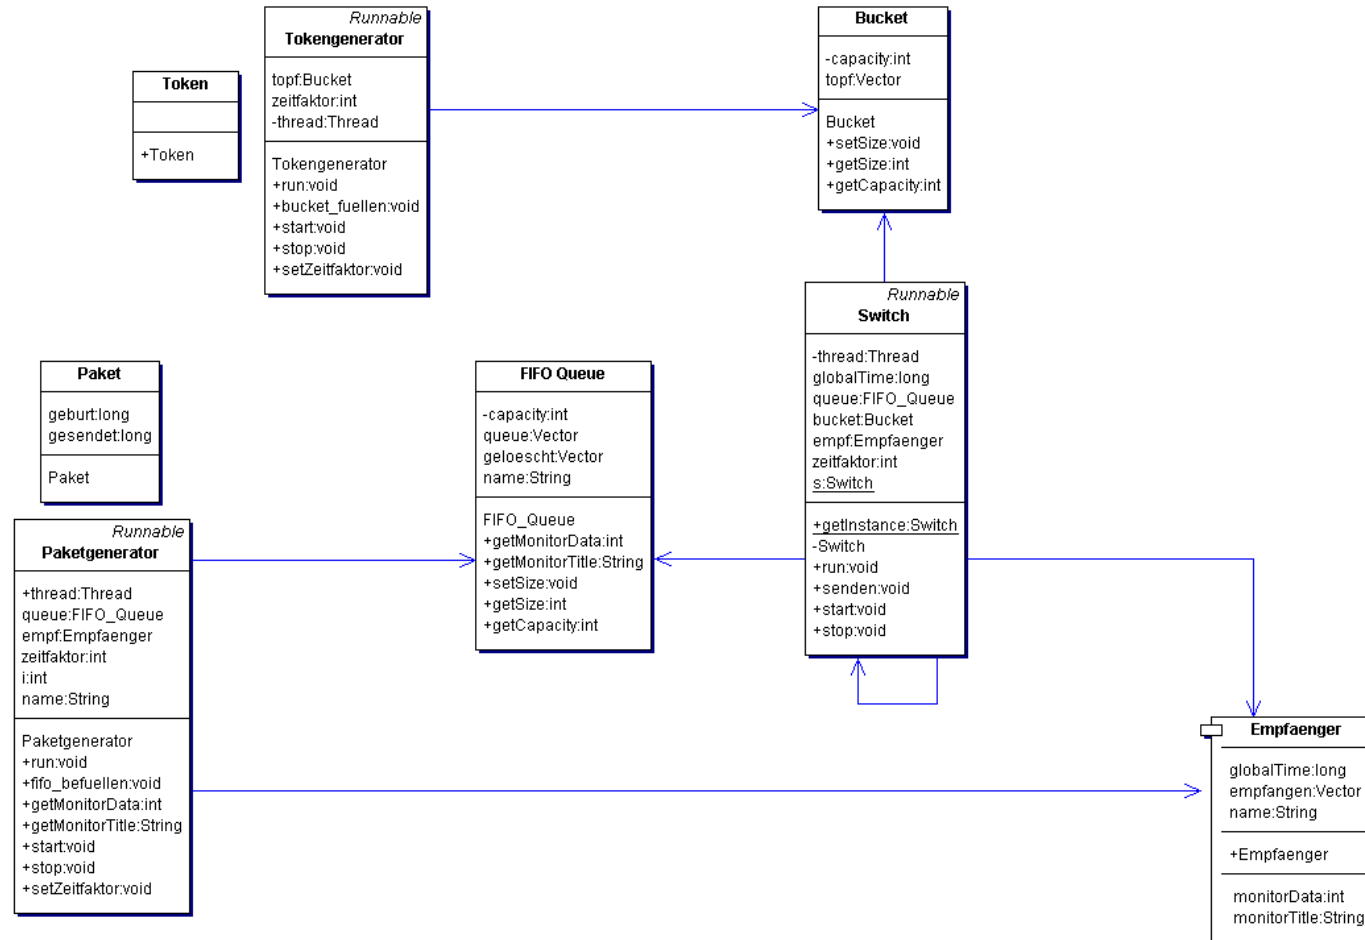 Token
+Token
Runnable
Tokengenerator
topf:Bucket
zeitfaktor:int
-thread:Thread
Tokengenerator
+run:void
+bucket_fuellen:void
+start:void
+stop:void
+setZeitfaktor:void
Bucket
-capacity:int
topf:Vector
Bucket
+setSize:void
+getSize:int
+getCapacity:int
Paket
geburt:long
gesendet:long
Paket
FIFO Queue
-capacity:int
queue:Vector
geloescht:Vector
name:String
FIFO_Queue
+getMonitorData:int
+getMonitorTitle:String
+setSize:void
+getSize:int
+getCapacity:int
Runnable
Switch
-thread:Thread
globalTime:long
queue:FIFO_Queue
bucket:Bucket
empf:Empfaenger
zeitfaktor:int
s:Switch
+getInstance:Switch
-Switch
+run:void
+senden:void
+start:void
+stop:void
Runnable
Paketgenerator
+thread:Thread
queue:FIFO_Queue
empf:Empfaenger
zeitfaktor:int
i:int
name:String
Paketgenerator
+run:void
+fifo_befuellen:void
+getMonitorData:int
+getMonitorTitle:String
+start:void
+stop:void
+setZeitfaktor:void
Empfaenger
globalTime:long
empfangen:Vector
name:String
+Empfaenger
monitorData:int
monitorTitle:String